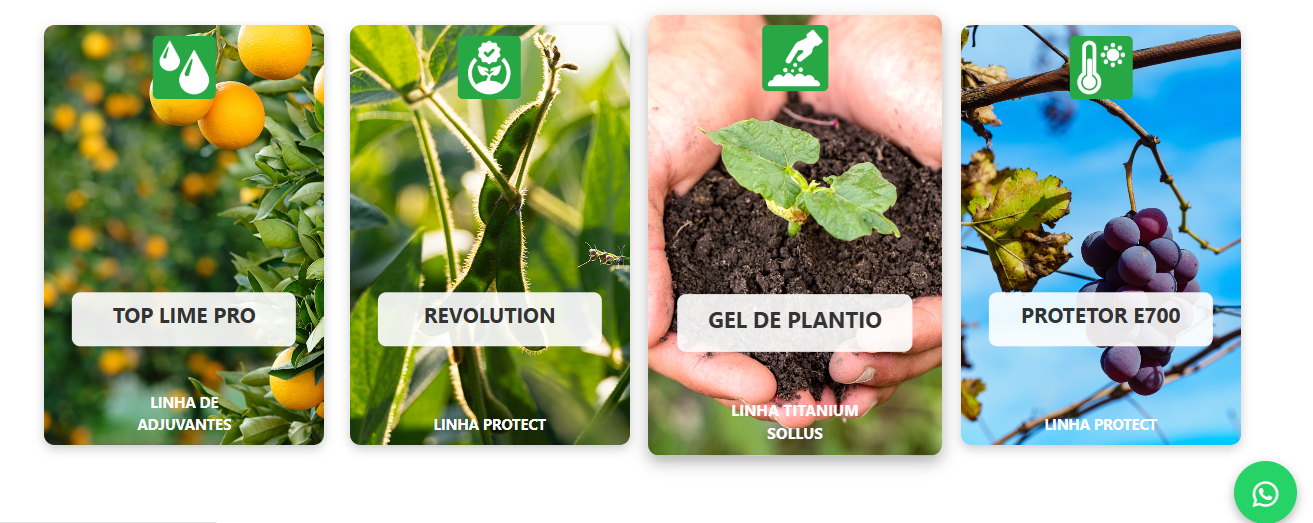 TOP LIME PRO
LINHA DE
ADJUVANTES
REVOLUTION
LINHA PROTECT
GEL DE PLANTIO
LINHA TITANIUM
SOLLUS
PROTETOR E700
LINHA PROTECT